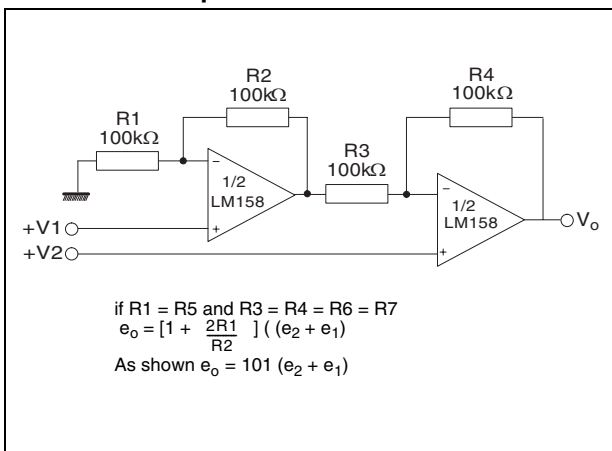 R2
100kΩ
R4
100kΩ
R1
100kΩ
R3
100kΩ
1/2
LM158
1/2
LM158
+V1
+V2
Vo
if R1 = R5 and R3 = R4 = R6 = R7
eo = [1 + 2R1/R2 ] ( (e2 + e1)
As shown eo = 101 (e2 + e1)